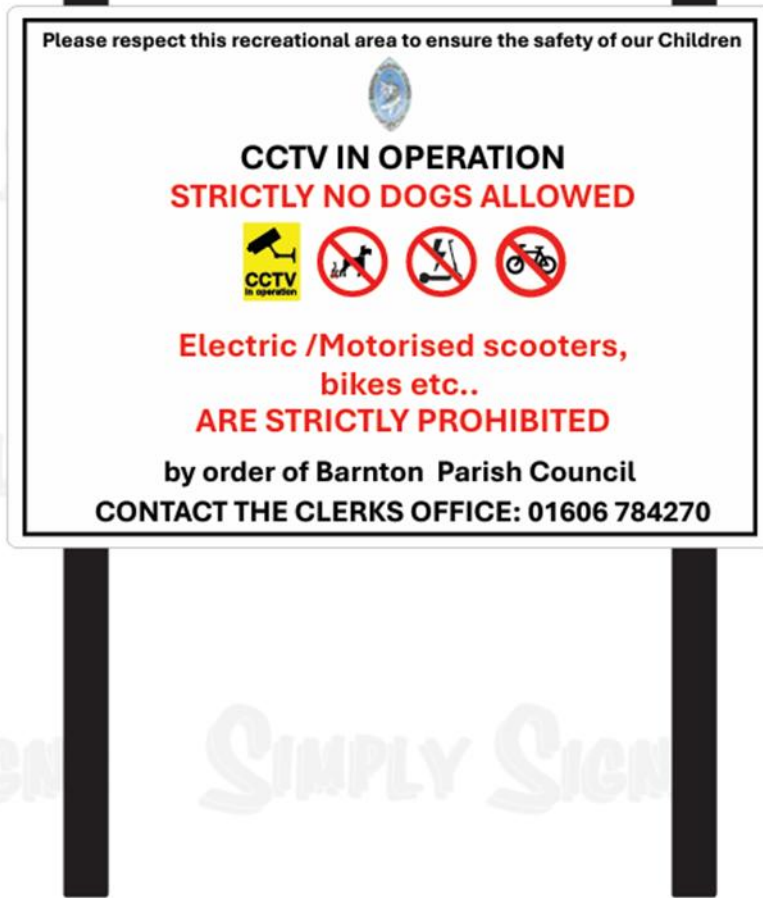 Please respect this recreational area to ensure the safety of our Children
CCTV IN OPERATION
STRICTLY NO DOGS ALLOWED
CCTV
in operation
Electric /Motorised scooters,
bikes etc..
ARE STRICTLY PROHIBITED
by order of Barnton Parish Council
CONTACT THE CLERKS OFFICE: 01606 784270
SIMPLY SIGN